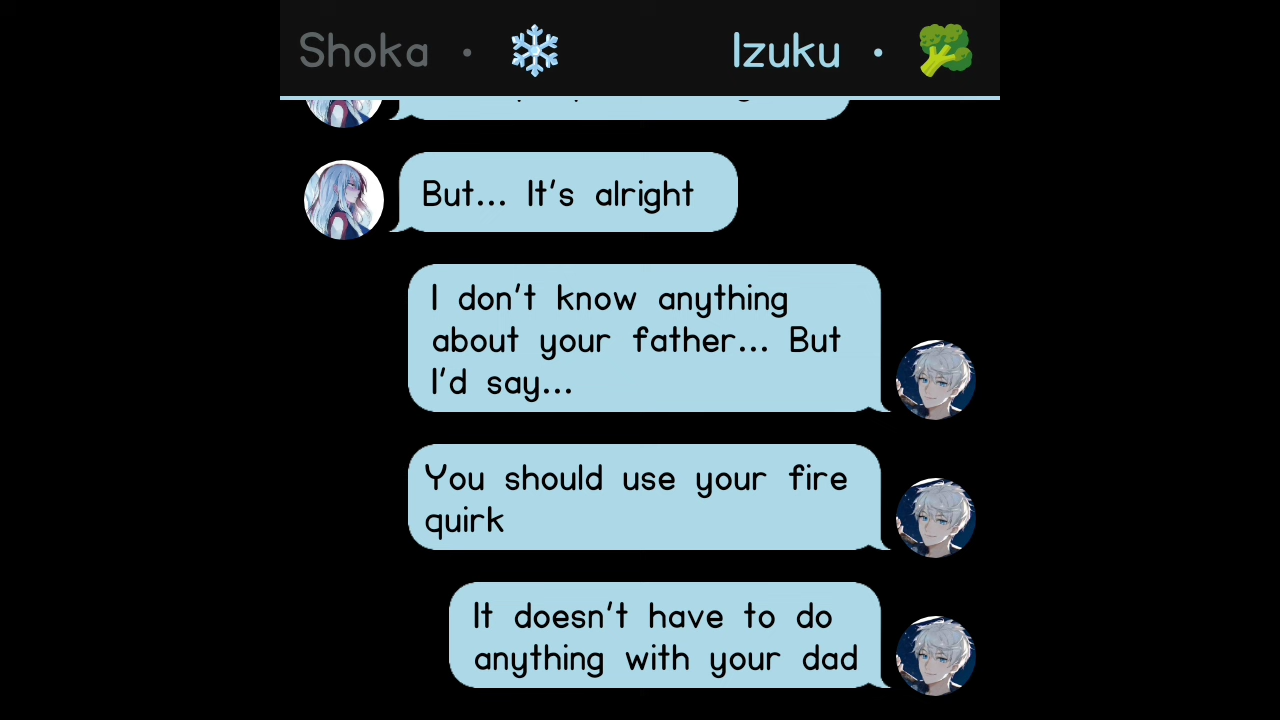 Shoka • Izuku •
But... It's alright
I don't know anything
about your father... But
I'd say...
You should use your fire
quirk
It doesn't have to do
anything with your dad